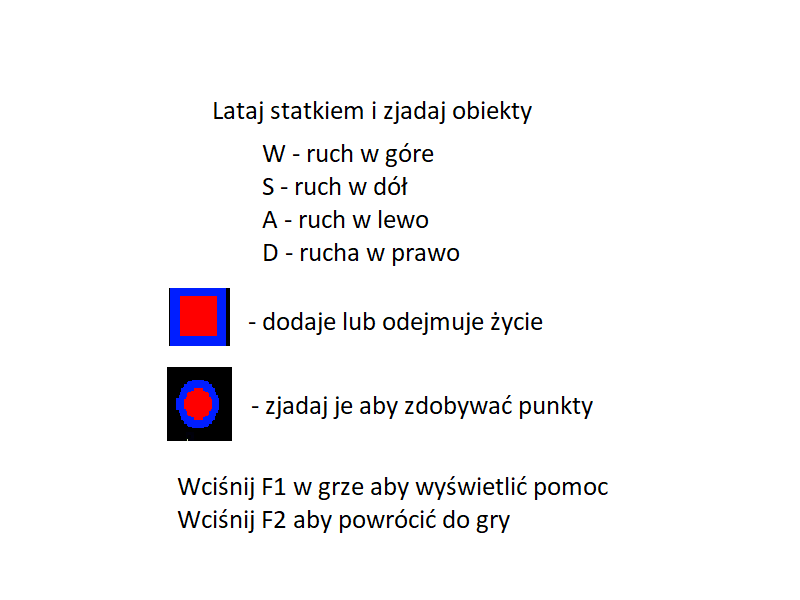 Lataj statkiem i zjadaj obiekty
W - ruch w góre
S - ruch w dół
A - ruch w lewo
D - rucha w prawo
- dodaje lub odejmuje życie
- zjadaj je aby zdobywać punkty
Wciśnij F1 w grze aby wyświetlić pomoc
Wciśnij F2 aby powrócić do gry